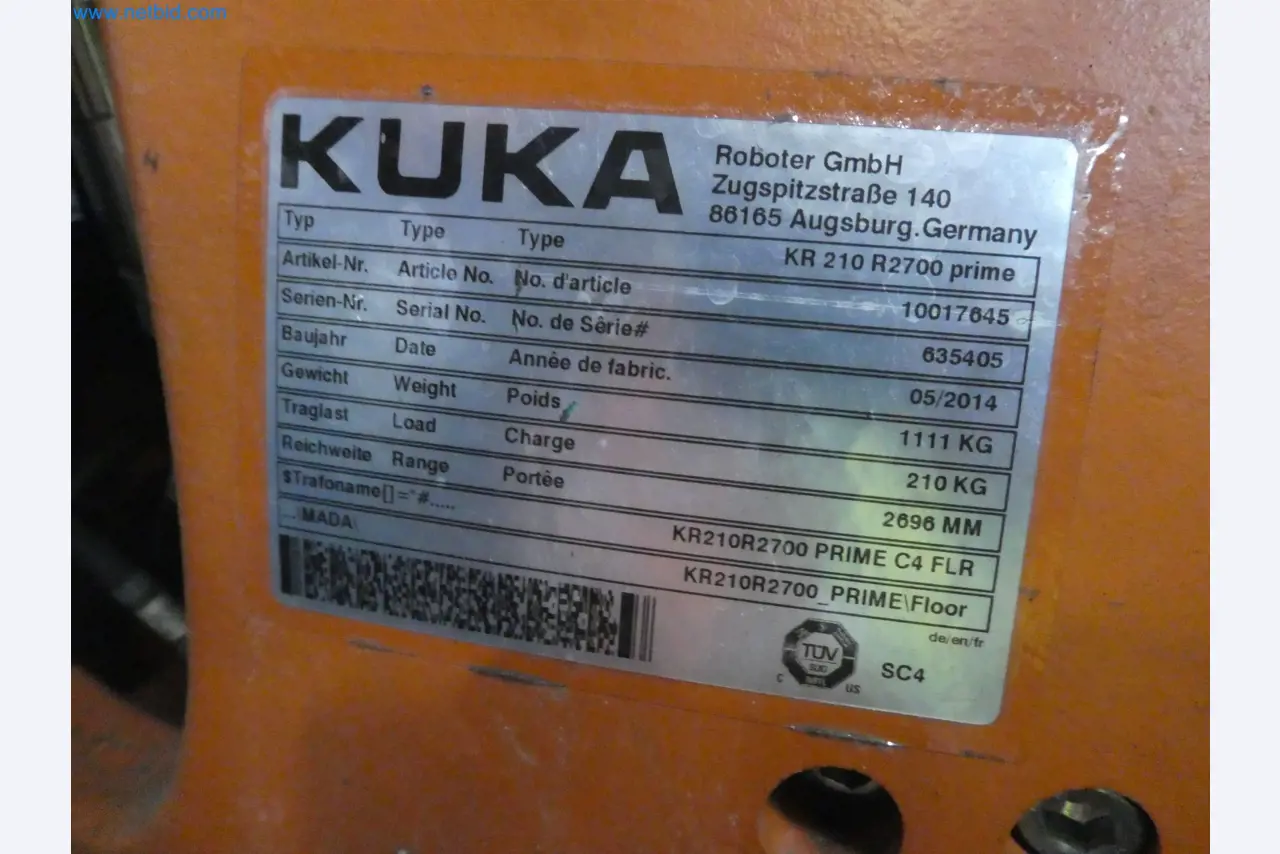 www.netbid.com
KUKA
Roboter GmbH
Zugspitzstraße 140
86165 Augsburg.Germany
Typ Type Type KR 210 R2700 prime
Artikel-Nr. Article No. No. d'article 10017645
Serien-Nr. Serial No. No. de Série# 635405
Baujahr Date Année de fabric. 05/2014
Gewicht Weight Poids 1111 KG
Traglast Load Charge 210 KG
Reichweite Range Portée 2696 MM
$Trafoname[]="#..... KR210R2700 PRIME C4 FLR
...\MADA\ KR210R2700_PRIME\Floor
de/en/fr
TÜV
SÜD
C US
SC4